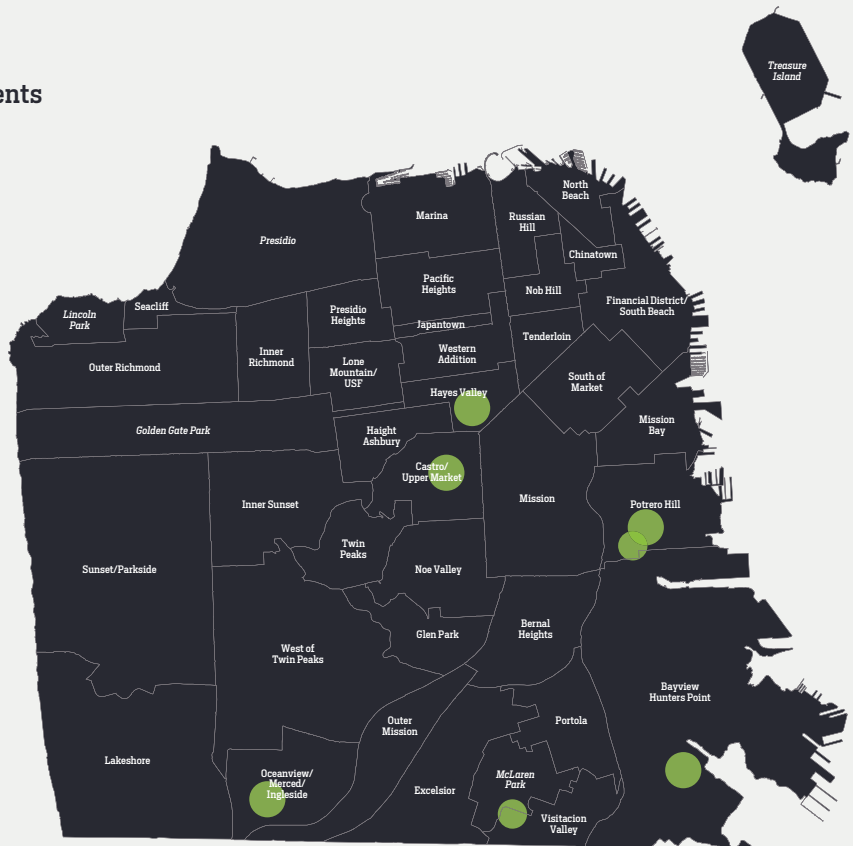 ents
Treasure
Island
North
Beach
Marina
Russian
Hill
Presidio
Chinatown
Pacific
Heights
Nob Hill
Financial District/
South Beach
Seacliff
Lincoln
Park
Presidio
Heights
Japantown
Tenderloin
Western
Addition
Inner
Richmond
Outer Richmond
Lone
Mountain/
USF
South of
Market
Hayes Valley
Mission
Bay
Golden Gate Park
Haight
Ashbury
Castro/
Upper Market
Mission
Inner Sunset
Potrero Hill
Twin
Peaks
Sunset/Parkside
Noe Valley
Bernal
Heights
Glen Park
West of
Twin Peaks
Bayview
Hunters Point
Outer
Mission
Portola
Lakeshore
Oceanview/
Merced/
Ingleside
McLaren
Park
Excelsior
Visitacion
Valley